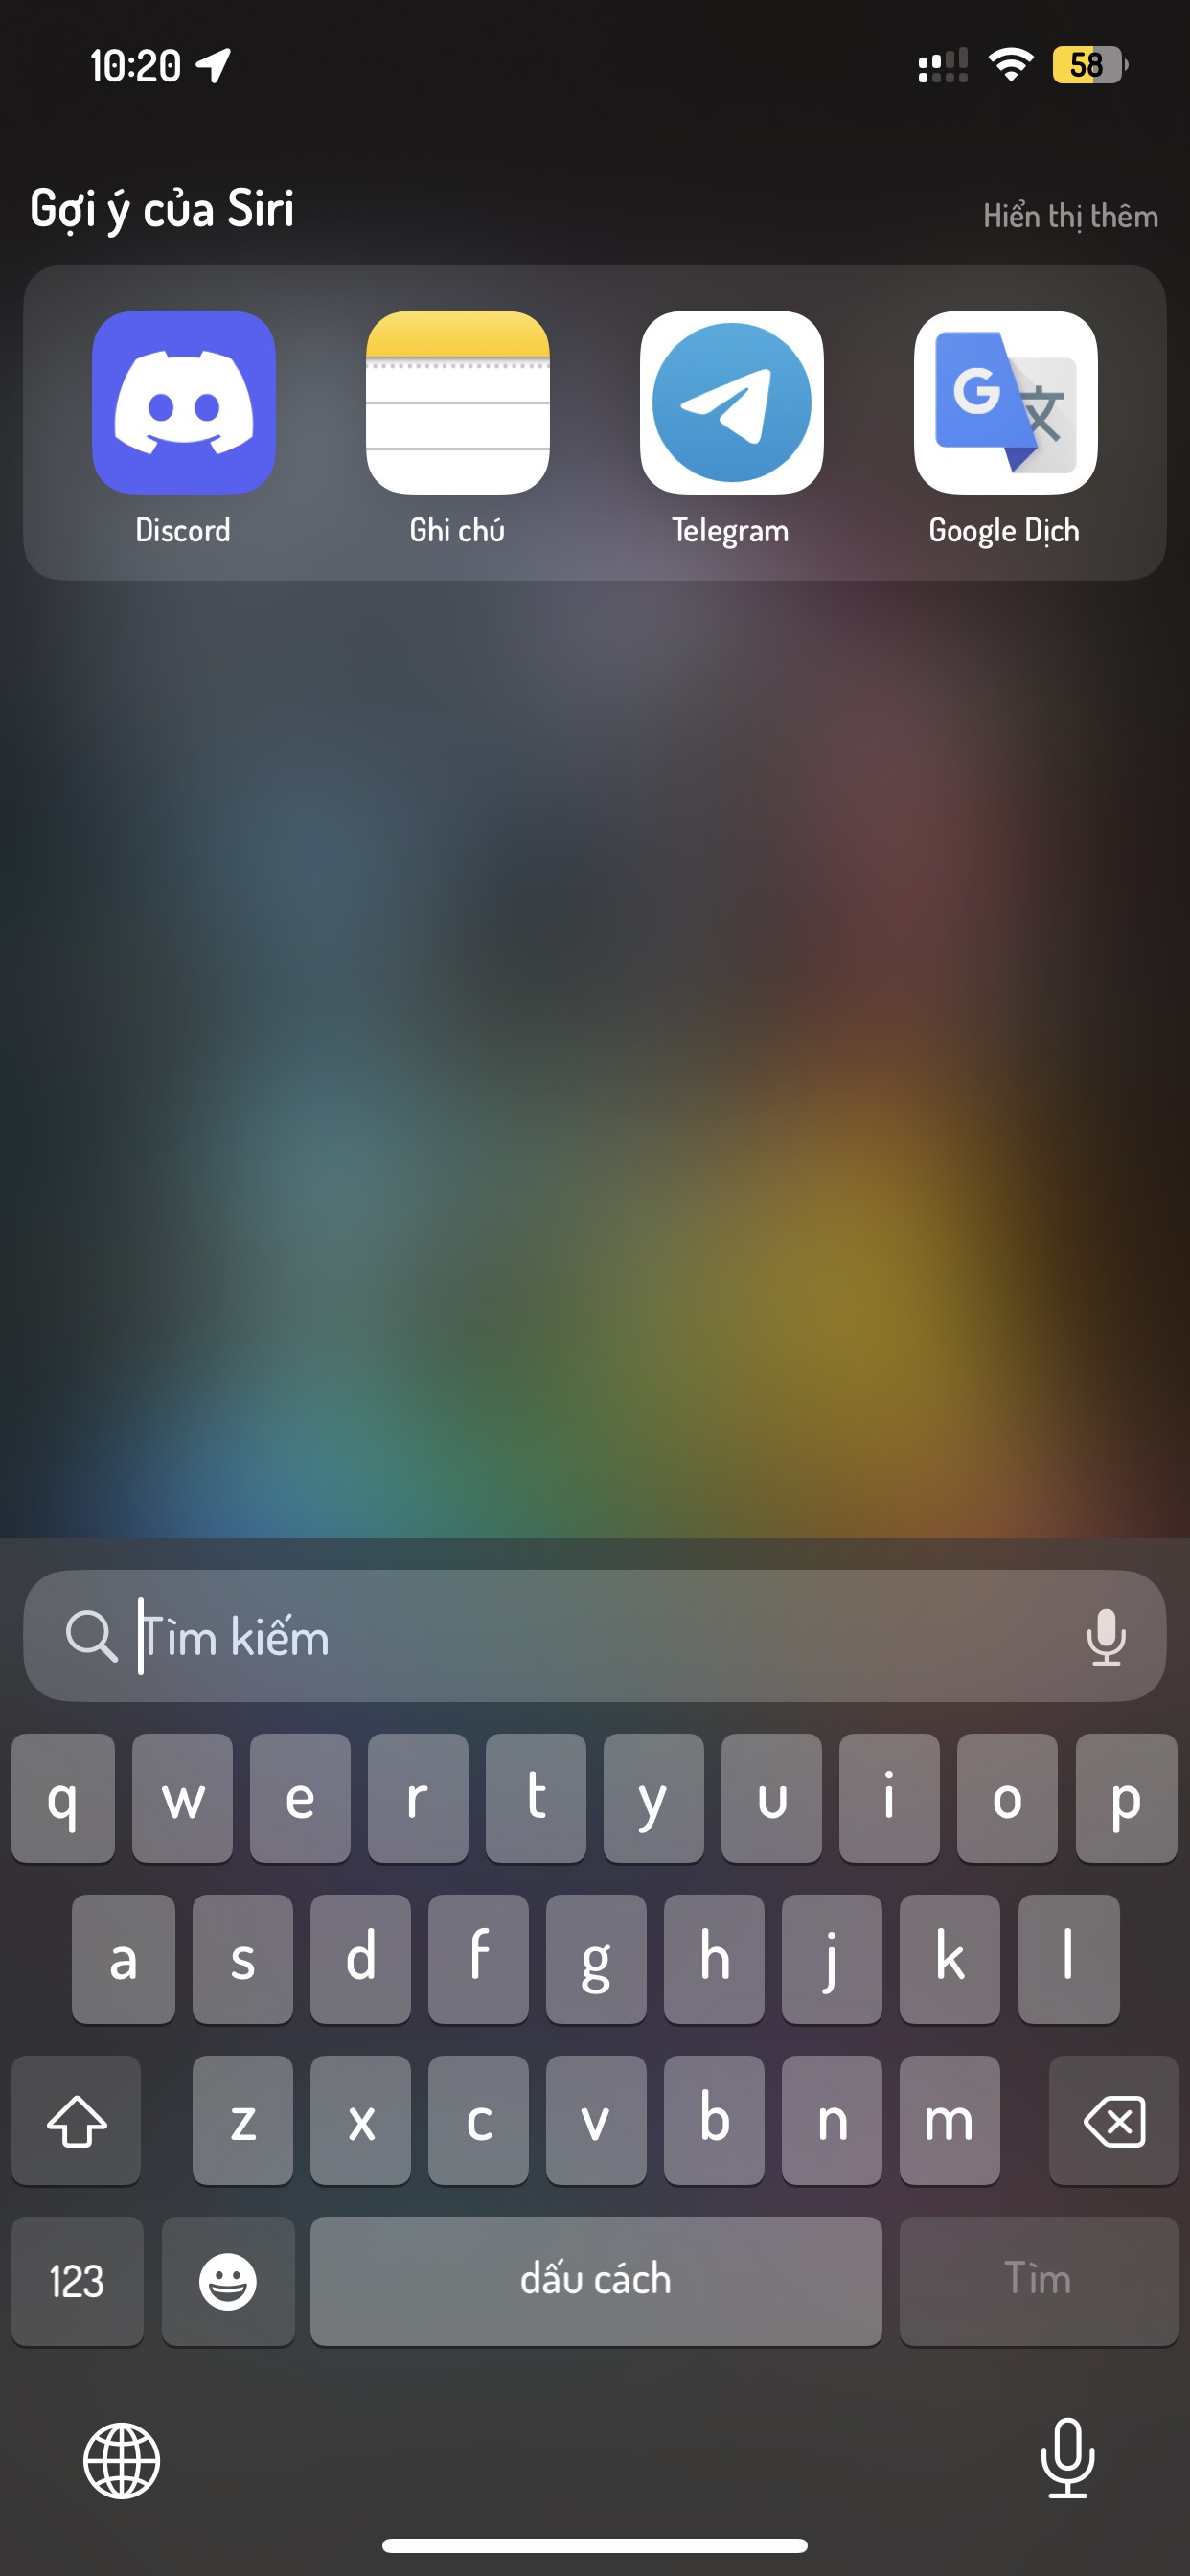 10:20
58
Gợi ý của Siri
Hiển thị thêm
Discord
Ghi chú
Telegram
Google Dịch
Tìm kiếm
q w e r t y u i o p
a s d f g h j k l
z x c v b n m
123
dấu cách
Tìm